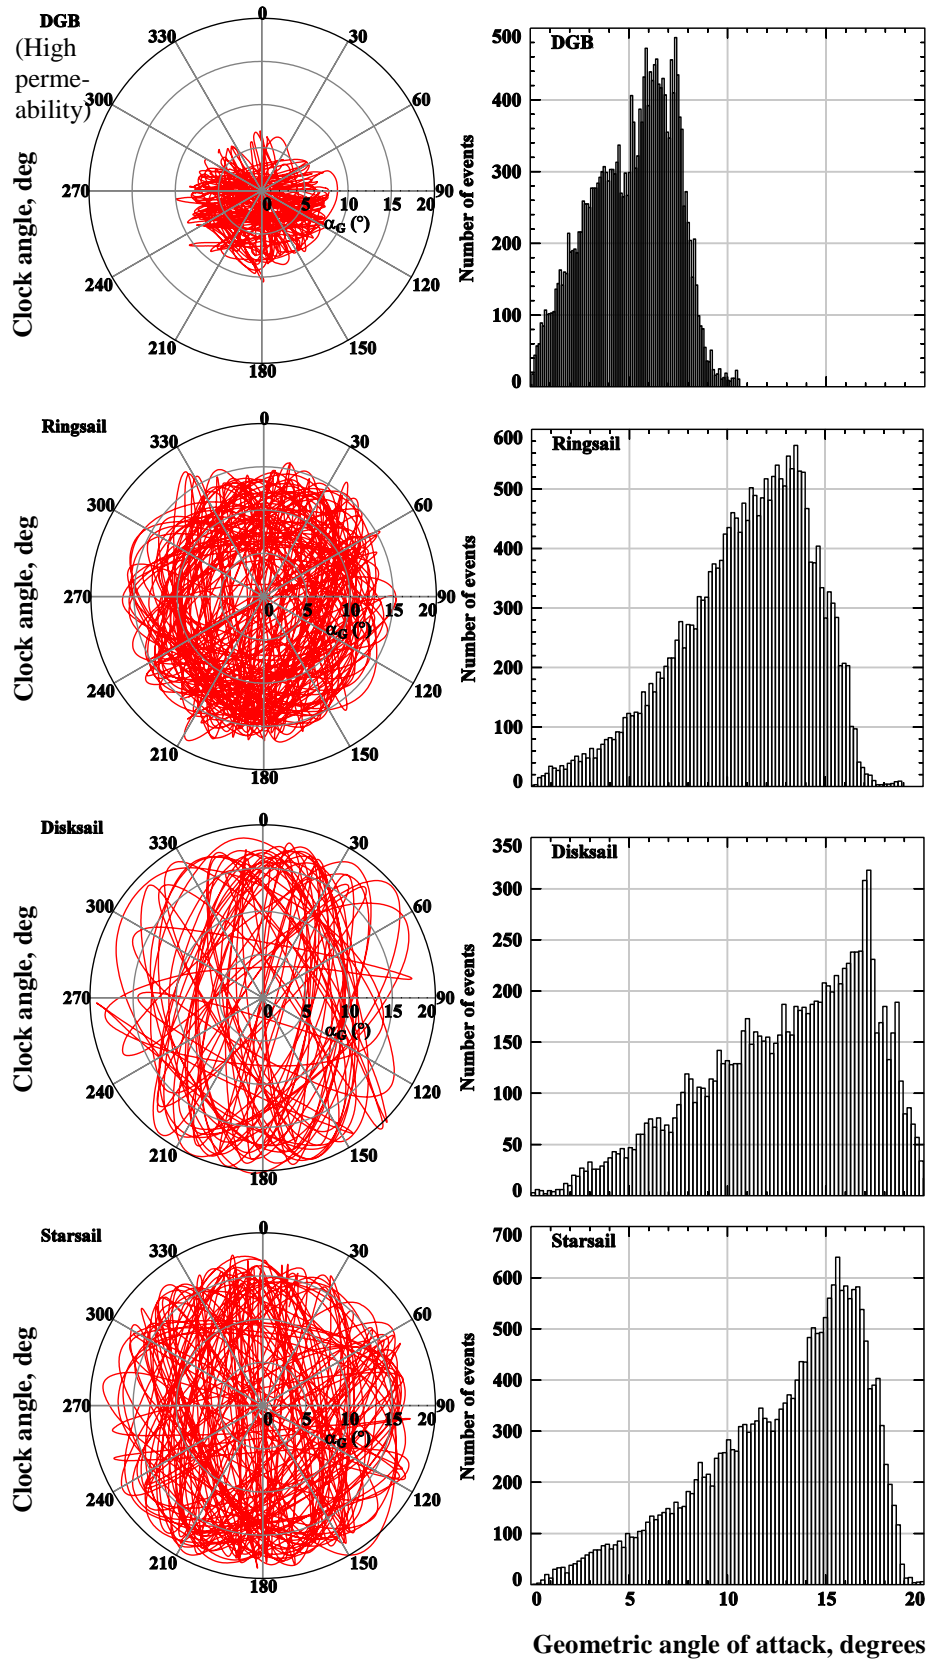 DGB
(High
perme-
ability)
0
30
60
90
120
150
180
210
240
270
300
330
0 5 10 15 20
αG (°)
Clock angle, deg
DGB
500
400
300
200
100
0
Number of events
Ringsail
0
30
60
90
120
150
180
210
240
270
300
330
0 5 10 15 20
αG (°)
Clock angle, deg
Ringsail
600
500
400
300
200
100
0
Number of events
Disksail
0
30
60
90
120
150
180
210
240
270
300
330
0 5 10 15 20
αG (°)
Clock angle, deg
Disksail
350
300
250
200
150
100
50
0
Number of events
Starsail
0
30
60
90
120
150
180
210
240
270
300
330
0 5 10 15 20
αG (°)
Clock angle, deg
Starsail
700
600
500
400
300
200
100
0
Number of events
0 5 10 15 20
Geometric angle of attack, degrees